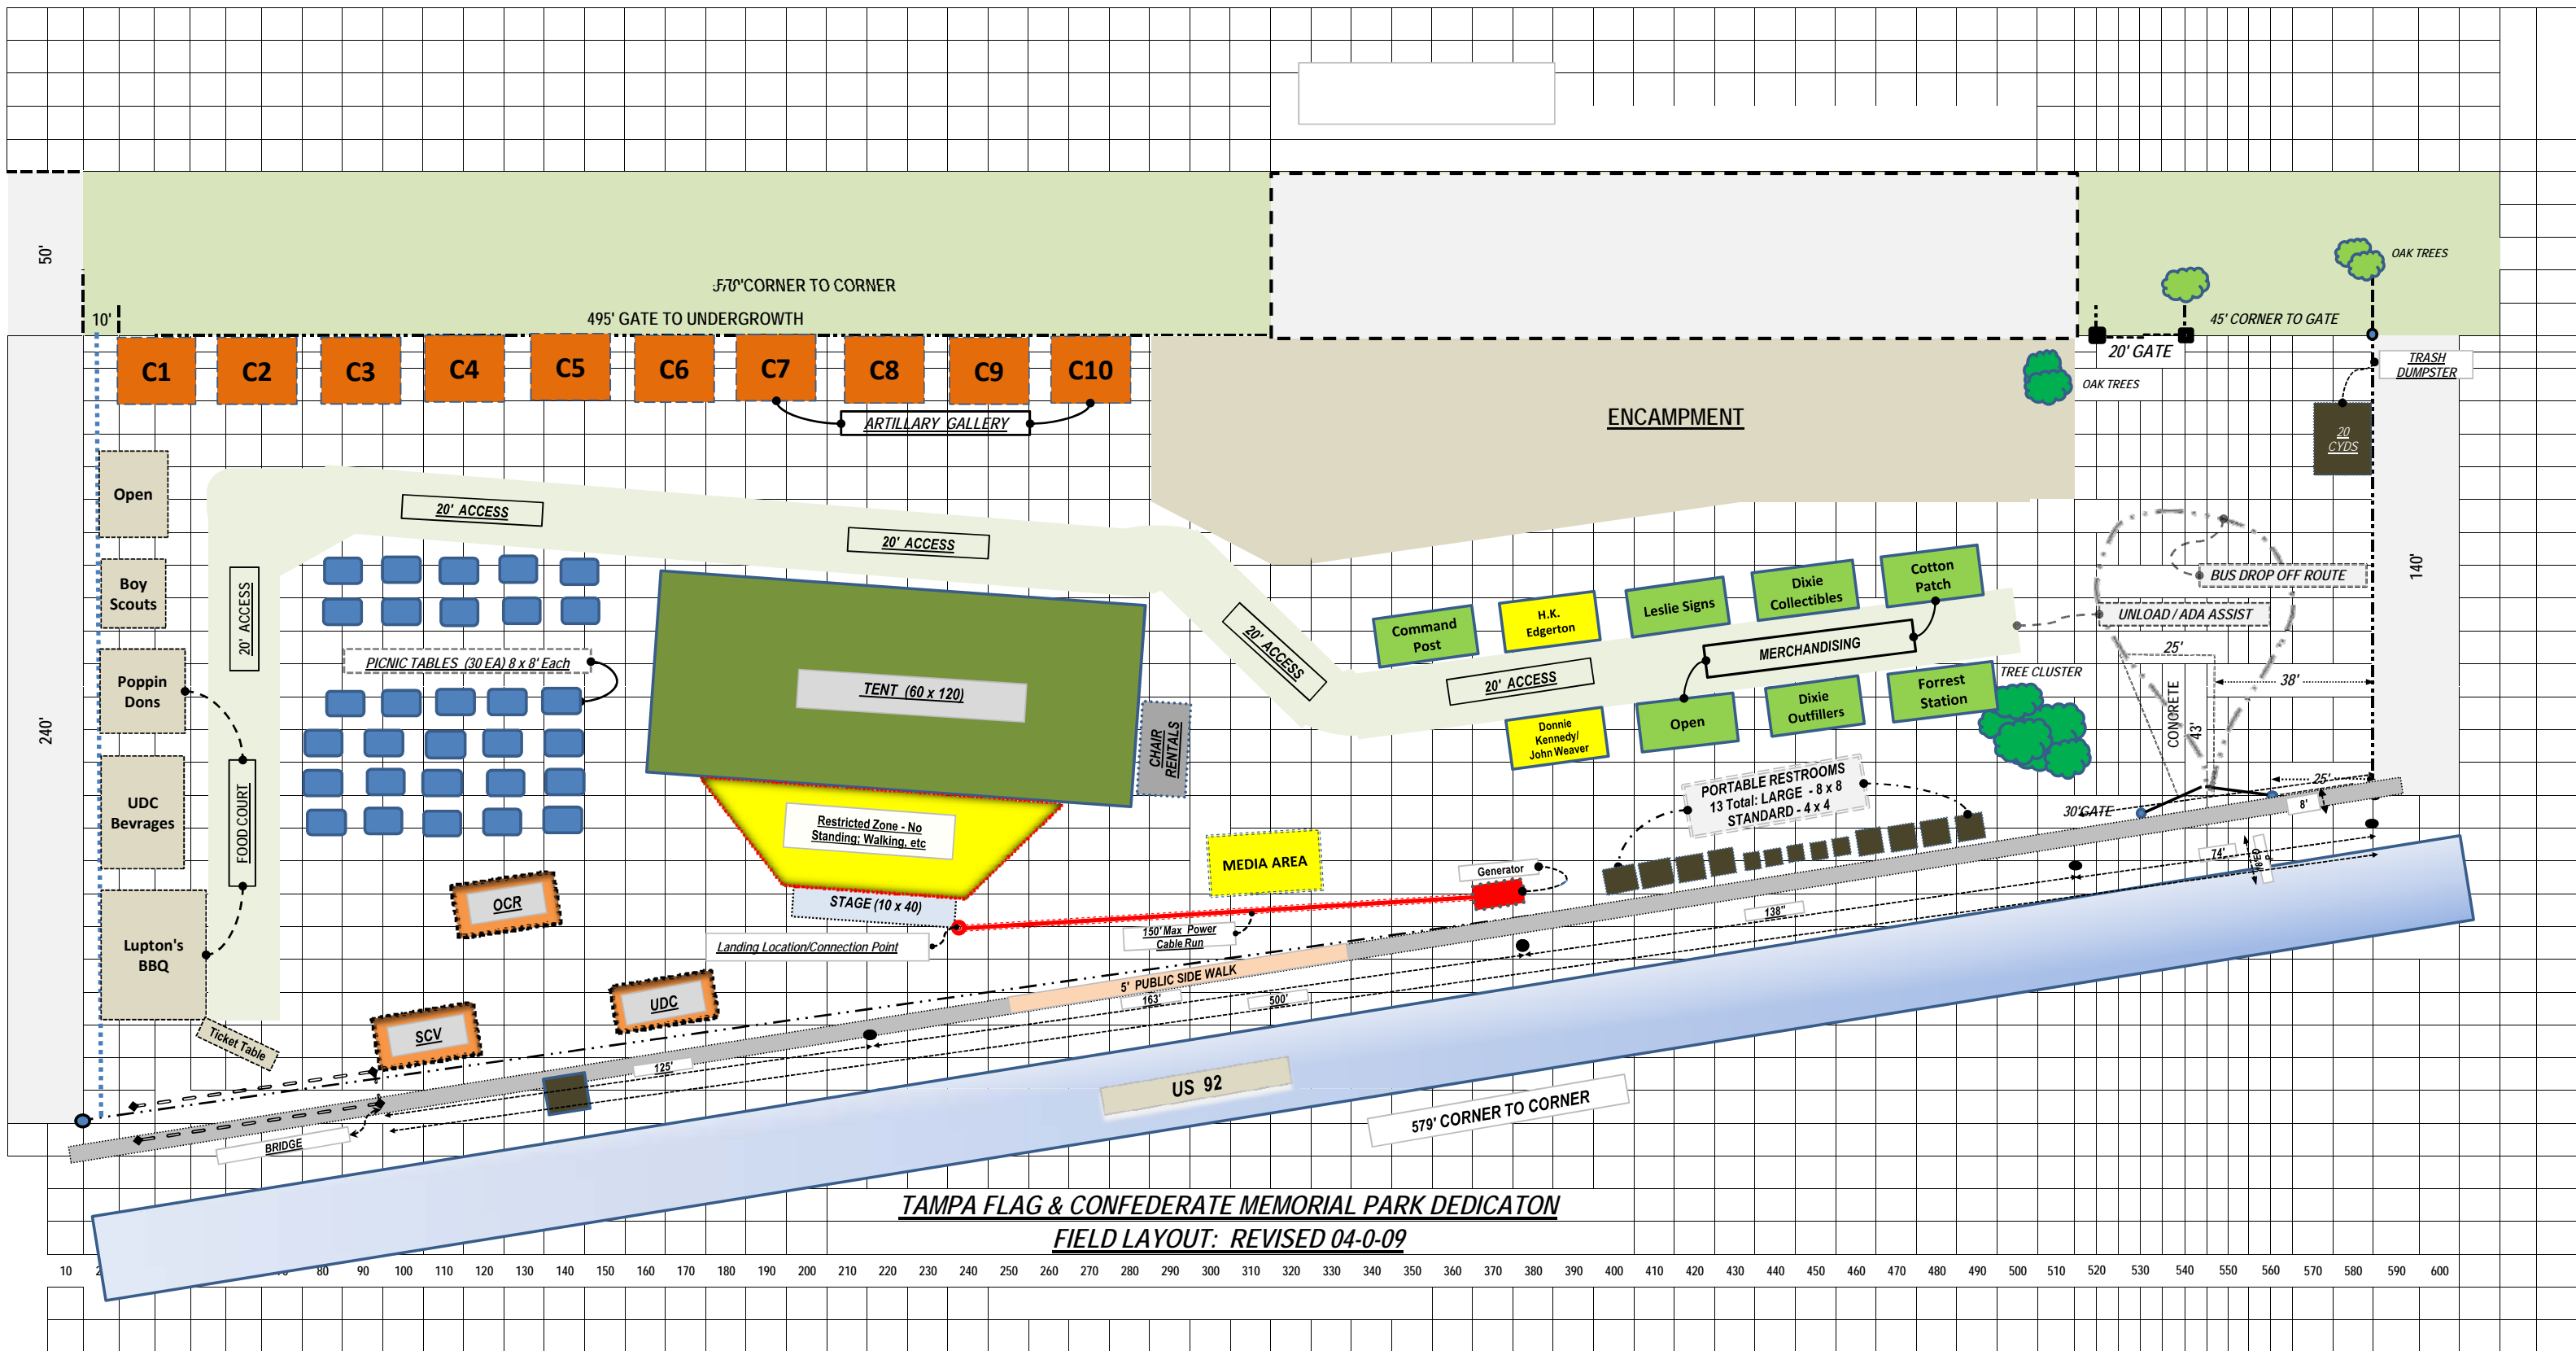 50'
570' CORNER TO CORNER
10'
495' GATE TO UNDERGROWTH
OAK TREES
45' CORNER TO GATE
20' GATE
TRASH
DUMPSTER
C1
C2
C3
C4
C5
C6
C7
C8
C9
C10
ARTILLARY GALLERY
ENCAMPMENT
OAK TREES
20
CYDS
Open
20' ACCESS
20' ACCESS
Boy
Scouts
20' ACCESS
PICNIC TABLES (30 EA) 8 x 8' Each
Poppin
Dons
TENT (60 x 120)
20' ACCESS
Command
Post
H.K.
Edgerton
Leslie Signs
Dixie
Collectibles
Cotton
Patch
MERCHANDISING
20' ACCESS
BUS DROP OFF ROUTE
UNLOAD / ADA ASSIST
140'
25'
38'
TREE CLUSTER
CONCRETE
43'
240'
CHAIR
RENTALS
Donnie
Kennedy/
John Weaver
Open
Dixie
Outfillers
Forrest
Station
UDC
Bevrages
FOOD COURT
Restricted Zone - No
Standing; Walking, etc
PORTABLE RESTROOMS
13 Total: LARGE - 8 x 8
STANDARD - 4 x 4
25'
8'
30'GATE
MEDIA AREA
Generator
74'
OCR
STAGE (10 x 40)
138"
Lupton's
BBQ
Landing Location/Connection Point
150' Max Power
Cable Run
5' PUBLIC SIDE WALK
163'
500'
UDC
SCV
Ticket Table
125'
BRIDGE
US 92
579' CORNER TO CORNER
TAMPA FLAG & CONFEDERATE MEMORIAL PARK DEDICATON
FIELD LAYOUT: REVISED 04-0-09
10 80 90 100 110 120 130 140 150 160 170 180 190 200 210 220 230 240 250 260 270 280 290 300 310 320 330 340 350 360 370 380 390 400 410 420 430 440 450 460 470 480 490 500 510 520 530 540 550 560 570 580 590 600